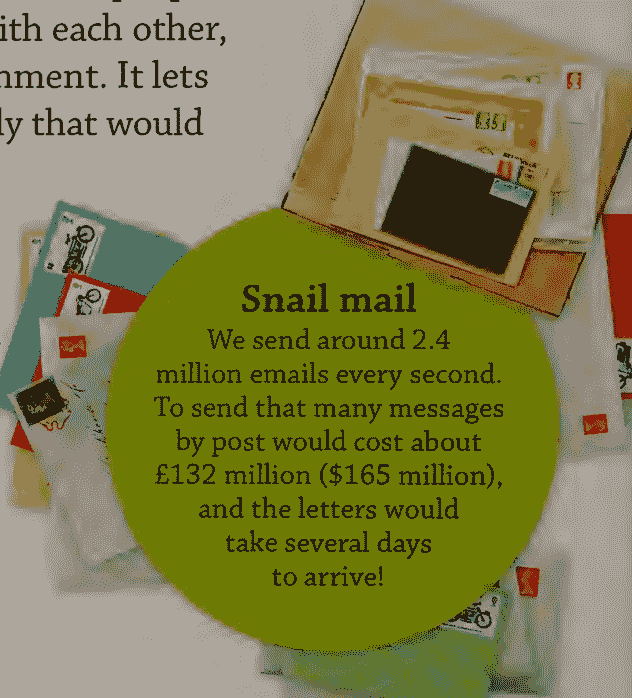 ith each other,
nment. It lets
ly that would
Snail mail
We send around 2.4
million emails every second.
To send that many messages
by post would cost about
£132 million ($165 million),
and the letters would
take several days
to arrive!